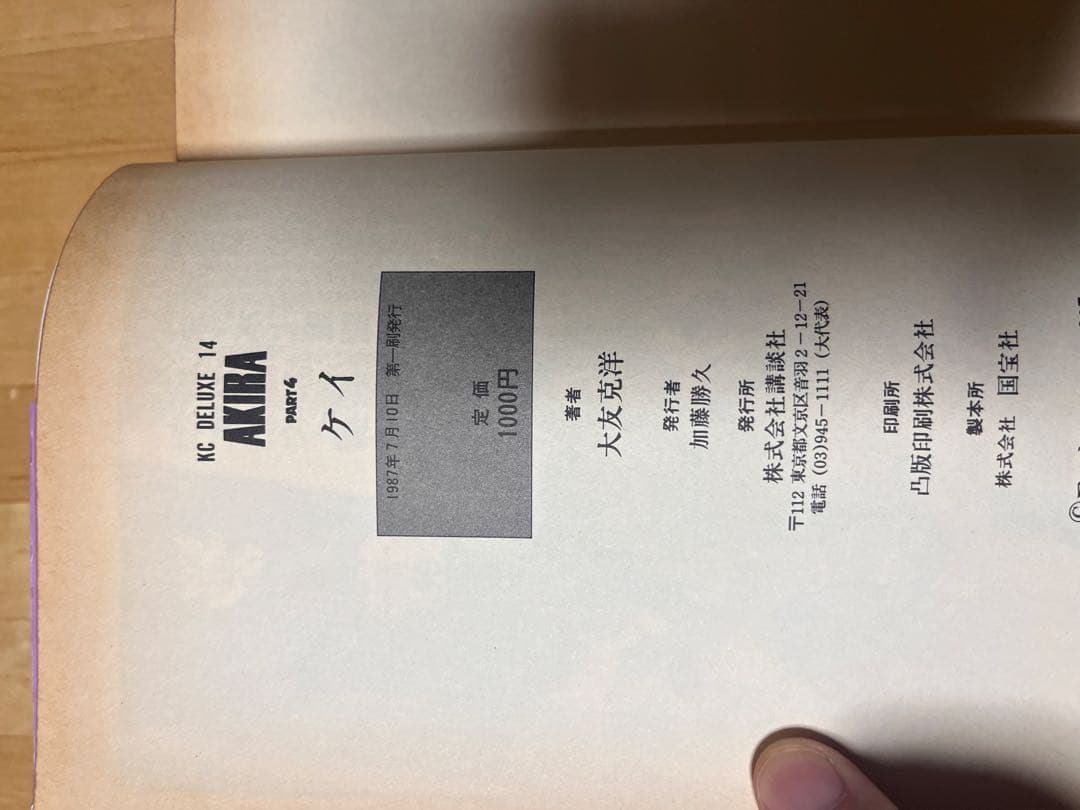 KC DELUXE 14
AKIRA
PART4
ケイ
1987年7月10日 第一刷発行
定価
1000円
著者
大友克洋
発行者
加藤勝久
発行所
株式会社講談社
〒112 東京都文京区音羽2-12-21
電話 (03)945-1111 (大代表)
印刷所
凸版印刷株式会社
製本所
株式会社 国宝社